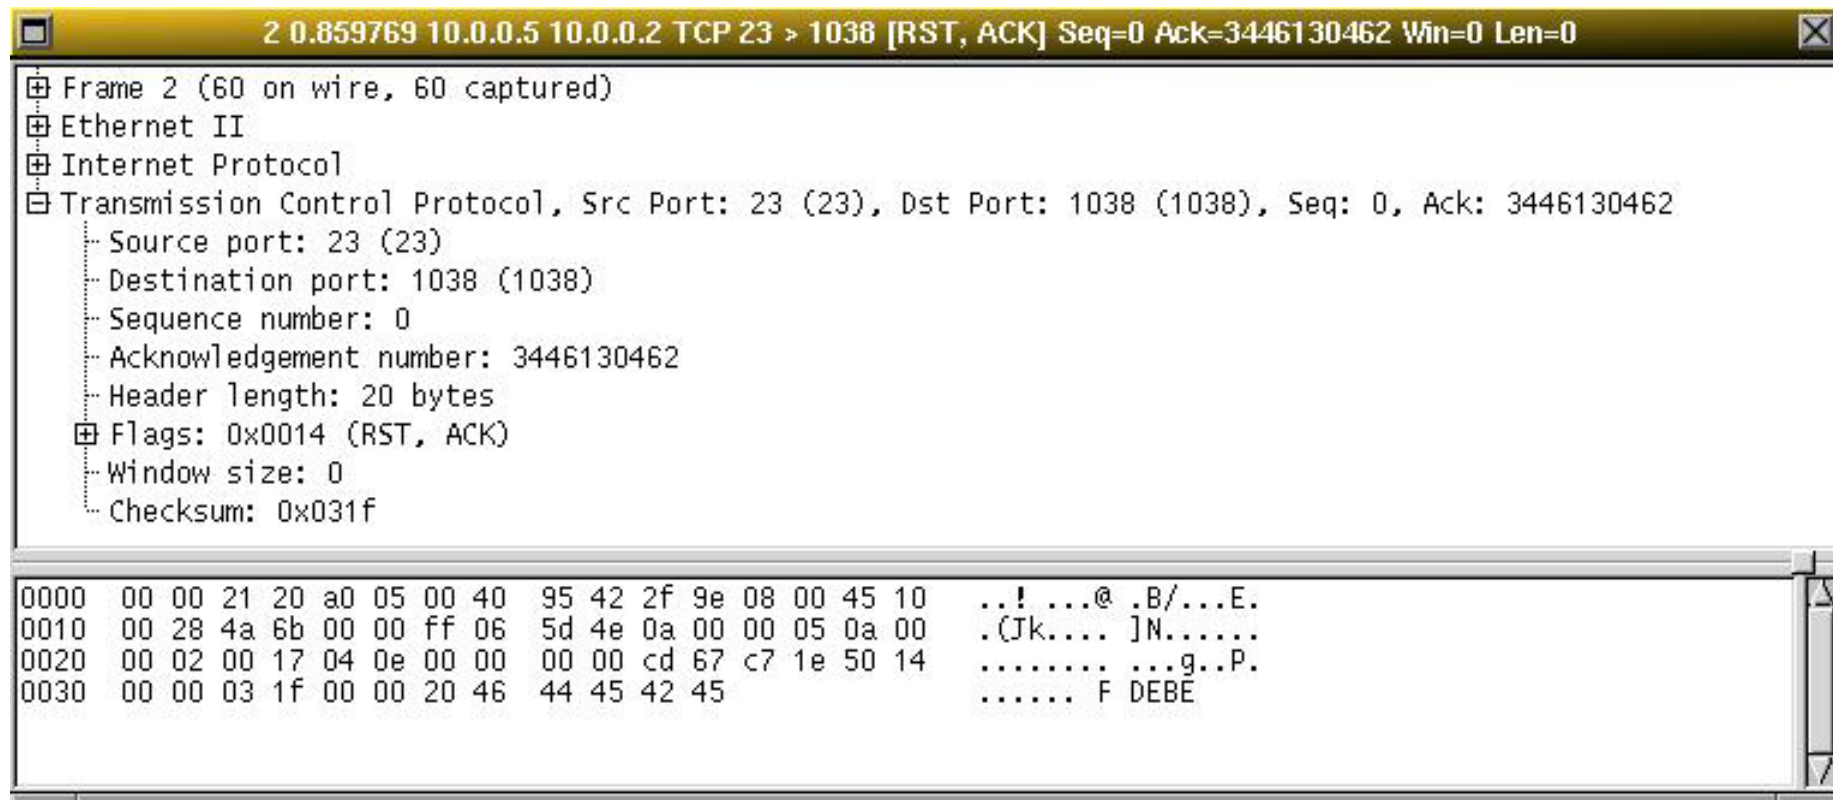 2 0.859769 10.0.0.5 10.0.0.2 TCP 23 > 1038 [RST, ACK] Seq=0 Ack=3446130462 Win=0 Len=0
Frame 2 (60 on wire, 60 captured)
Ethernet II
Internet Protocol
Transmission Control Protocol, Src Port: 23 (23), Dst Port: 1038 (1038), Seq: 0, Ack: 3446130462
Source port: 23 (23)
Destination port: 1038 (1038)
Sequence number: 0
Acknowledgement number: 3446130462
Header length: 20 bytes
Flags: 0x0014 (RST, ACK)
Window size: 0
Checksum: 0x031f
0000 00 00 21 20 a0 05 00 40 95 42 2f 9e 08 00 45 10 ..! ...@ .B/...E.
0010 00 28 4a 6b 00 00 ff 06 5d 4e 0a 00 00 05 0a 00 .(Jk.... ]N......
0020 00 02 00 17 04 0e 00 00 00 00 cd 67 c7 1e 50 14 ........ ...g..P.
0030 00 00 03 1f 00 00 20 46 44 45 42 45 ...... F DEBE